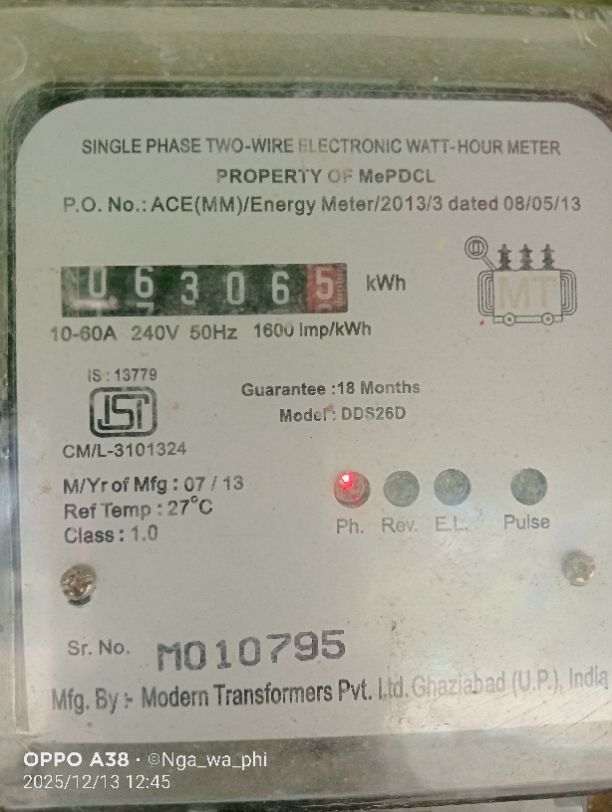 SINGLE PHASE TWO-WIRE ELECTRONIC WATT-HOUR METER
PROPERTY OF MePDCL
P.O. No.: ACE(MM)/Energy Meter/2013/3 dated 08/05/13
063065 kWh
MT
10-60A 240V 50Hz 1600 Imp/kWh
IS : 13779
ISI
Guarantee :18 Months
Model : DDS26D
CM/L-3101324
M/Yr of Mfg : 07 / 13
Ref Temp : 27°C
Class : 1.0
Ph. Rev. E.L. Pulse
Sr. No. M010795
Mfg. By :- Modern Transformers Pvt. Ltd. Ghaziabad (U.P.), India
OPPO A38 · ©Nga_wa_phi
2025/12/13 12:45